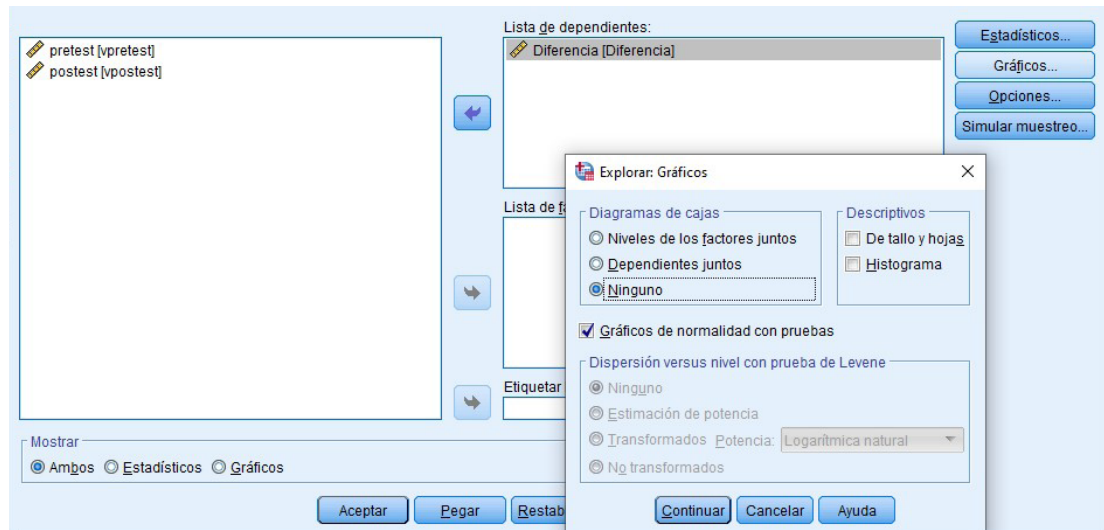 Lista de dependientes:
pretest [vpretest]
postest [vpostest]
Diferencia [Diferencia]
Estadísticos...
Gráficos...
Opciones...
Simular muestreo...
Lista de
Etiquetar
Mostrar
Ambos Estadísticos Gráficos
Aceptar Pegar Restab
Explorar: Gráficos
Diagramas de cajas
Niveles de los factores juntos
Dependientes juntos
Ninguno
Descriptivos
De tallo y hojas
Histograma
Gráficos de normalidad con pruebas
Dispersión versus nivel con prueba de Levene
Ninguno
Estimación de potencia
Transformados Potencia: Logarítmica natural
No transformados
Continuar Cancelar Ayuda